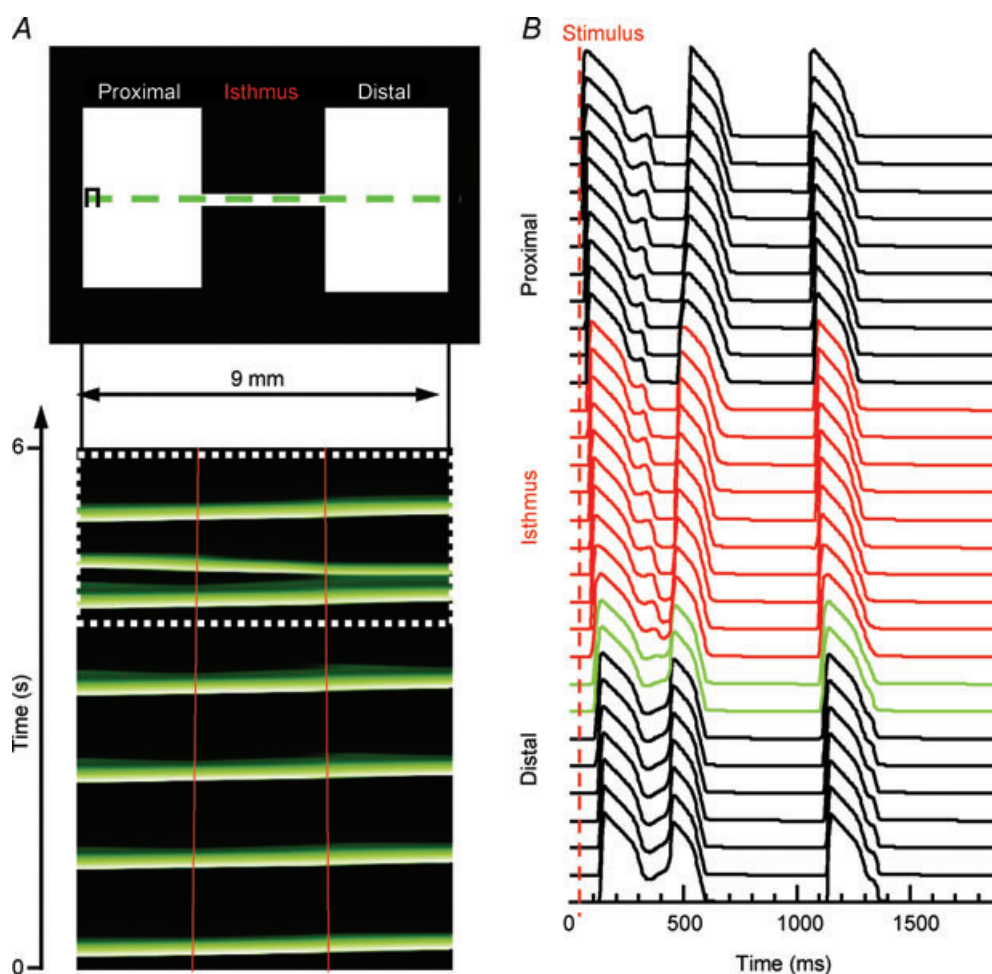 A
Proximal Isthmus Distal
9 mm
6
Time (s)
0
B
Stimulus
Proximal
Isthmus
Distal
0 500 1000 1500
Time (ms)